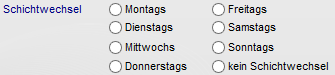 Schichtwechsel
Montags
Freitags
Dienstags
Samstags
Mittwochs
Sonntags
Donnerstags
kein Schichtwechsel